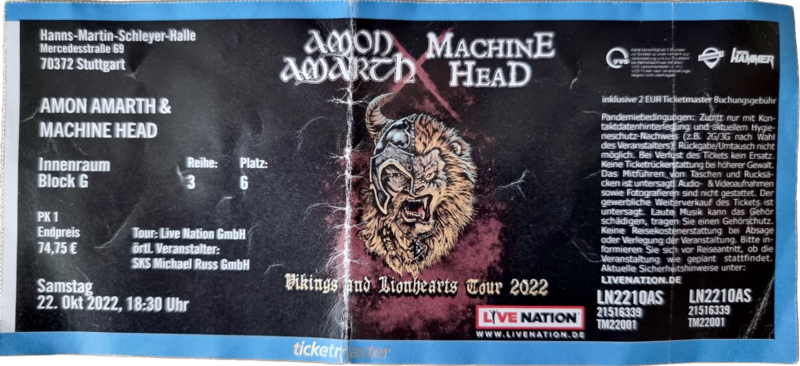 Hanns-Martin-Schleyer-Halle
Mercedesstraße 69
70372 Stuttgart
AMON AMARTH &
MACHINE HEAD
Innenraum
Block G
Reihe:
3
Platz:
6
PK 1
Endpreis
74,75 €
Tour: Live Nation GmbH
örtl. Veranstalter:
SKS Michael Russ GmbH
Samstag
22. Okt 2022, 18:30 Uhr
AMON
AMARTH
MACHINE
HEAD
Vikings and Lionhearts Tour 2022
LIVE NATION
WWW.LIVENATION.DE
VVS
HAMMER
inklusive 2 EUR Ticketmaster Buchungsgebühr
Pandemiebedingungen: Zutritt nur mit Kon-
taktdatenhinterlegung und aktuellem Hygie-
neschutz-Nachweis (z.B. 2G/3G nach Wahl
des Veranstalters). Rückgabe/Umtausch nicht
möglich. Bei Verlust des Tickets kein Ersatz.
Keine Ticketrückerstattung bei höherer Gewalt.
Das Mitführen von Taschen und Rucksä-
cken ist untersagt. Audio- & Videoaufnahmen
sowie Fotografieren sind nicht gestattet. Der
gewerbliche Weiterverkauf des Tickets ist
untersagt. Laute Musik kann das Gehör
schädigen, tragen Sie einen Gehörschutz.
Keine Reisekostenerstattung bei Absage
oder Verlegung der Veranstaltung. Bitte in-
formieren Sie sich vor Reiseantritt, ob die
Veranstaltung wie geplant stattfindet.
Aktuelle Sicherheitshinweise unter:
LIVENATION.DE
LN2210AS
21516339
TM22001
LN2210AS
21516339
TM22001
ticketmaster